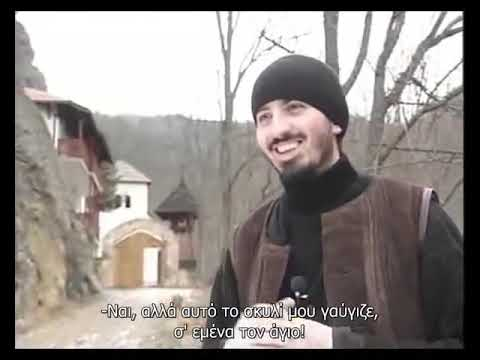 -Ναι, αλλά αυτό το σκυλί μου γαύγιζε,
σ' εμένα τον άγιο!